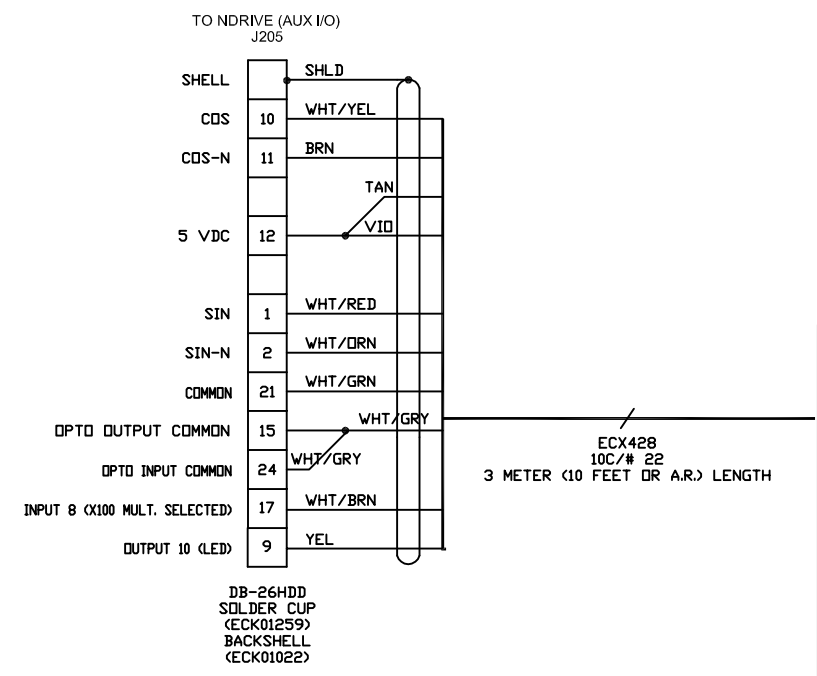 TO NDRIVE (AUX I/O)
J205
SHELL SHLD
COS 10 WHT/YEL
COS-N 11 BRN
TAN
5 VDC 12 VIO
SIN 1 WHT/RED
SIN-N 2 WHT/ORN
COMMON 21 WHT/GRN
OPTO OUTPUT COMMON 15 WHT/GRY
OPTO INPUT COMMON 24 WHT/GRY
INPUT 8 (X100 MULT. SELECTED) 17 WHT/BRN
OUTPUT 10 (LED) 9 YEL
ECX428
10C/# 22
3 METER (10 FEET OR A.R.) LENGTH
DB-26HDD
SOLDER CUP
(ECK01259)
BACKSHELL
(ECK01022)